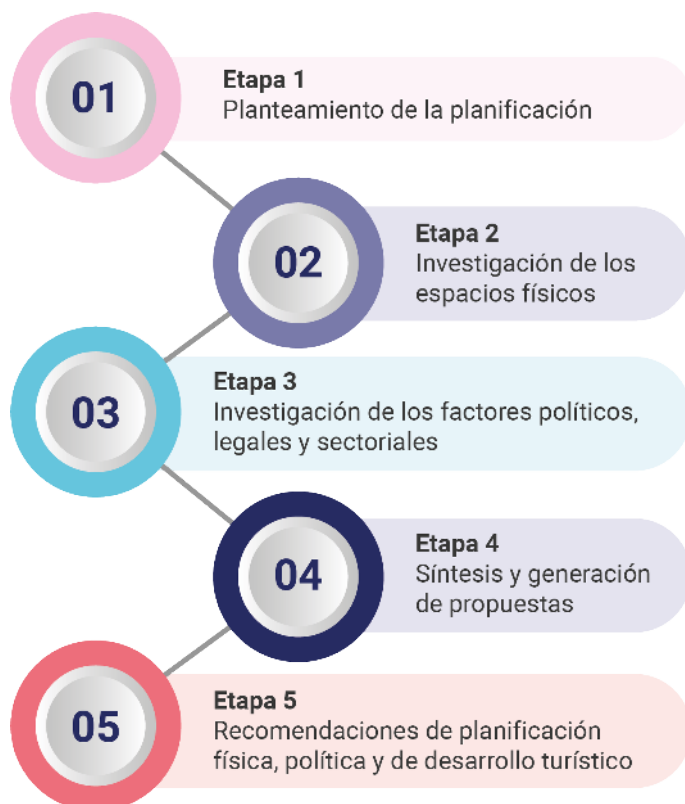 01
Etapa 1
Planteamiento de la planificación
02
Etapa 2
Investigación de los
espacios físicos
03
Etapa 3
Investigación de los factores políticos,
legales y sectoriales
04
Etapa 4
Síntesis y generación
de propuestas
05
Etapa 5
Recomendaciones de planificación
física, política y de desarrollo turístico